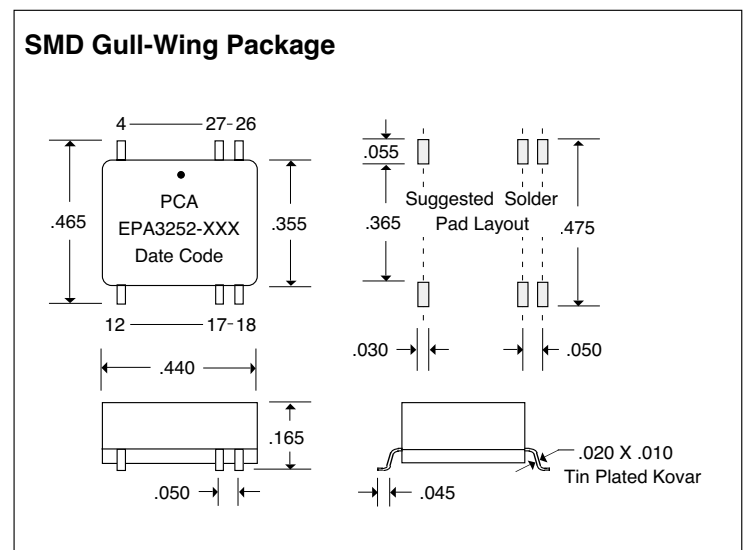 SMD Gull-Wing Package
4 27- 26
.465
PCA
EPA3252-XXX
Date Code
.355
12 17- 18
.055
.365
Suggested Solder
Pad Layout
.475
.030
.050
.440
.165
.050
.045
.020 X .010
Tin Plated Kovar